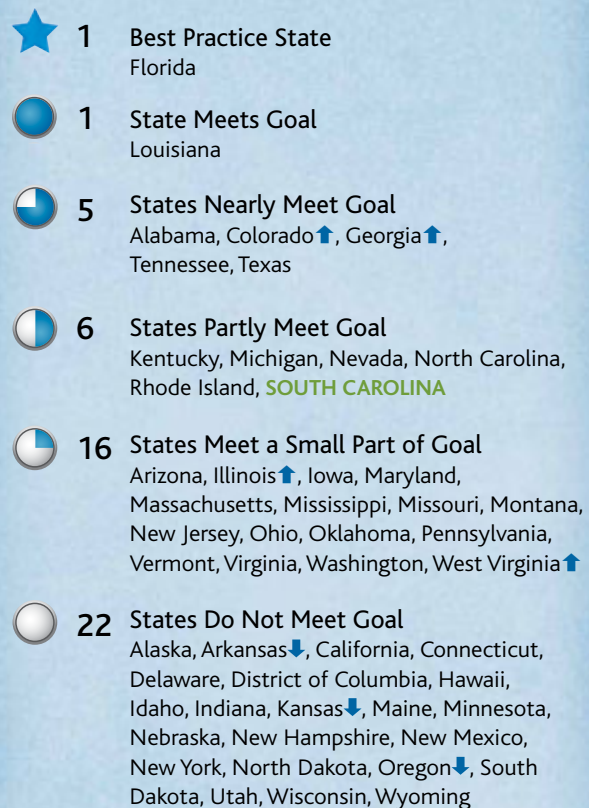 1 Best Practice State
Florida
1 State Meets Goal
Louisiana
5 States Nearly Meet Goal
Alabama, Colorado⬆, Georgia⬆,
Tennessee, Texas
6 States Partly Meet Goal
Kentucky, Michigan, Nevada, North Carolina,
Rhode Island, SOUTH CAROLINA
16 States Meet a Small Part of Goal
Arizona, Illinois⬆, Iowa, Maryland,
Massachusetts, Mississippi, Missouri, Montana,
New Jersey, Ohio, Oklahoma, Pennsylvania,
Vermont, Virginia, Washington, West Virginia⬆
22 States Do Not Meet Goal
Alaska, Arkansas⬇, California, Connecticut,
Delaware, District of Columbia, Hawaii,
Idaho, Indiana, Kansas⬇, Maine, Minnesota,
Nebraska, New Hampshire, New Mexico,
New York, North Dakota, Oregon⬇, South
Dakota, Utah, Wisconsin, Wyoming